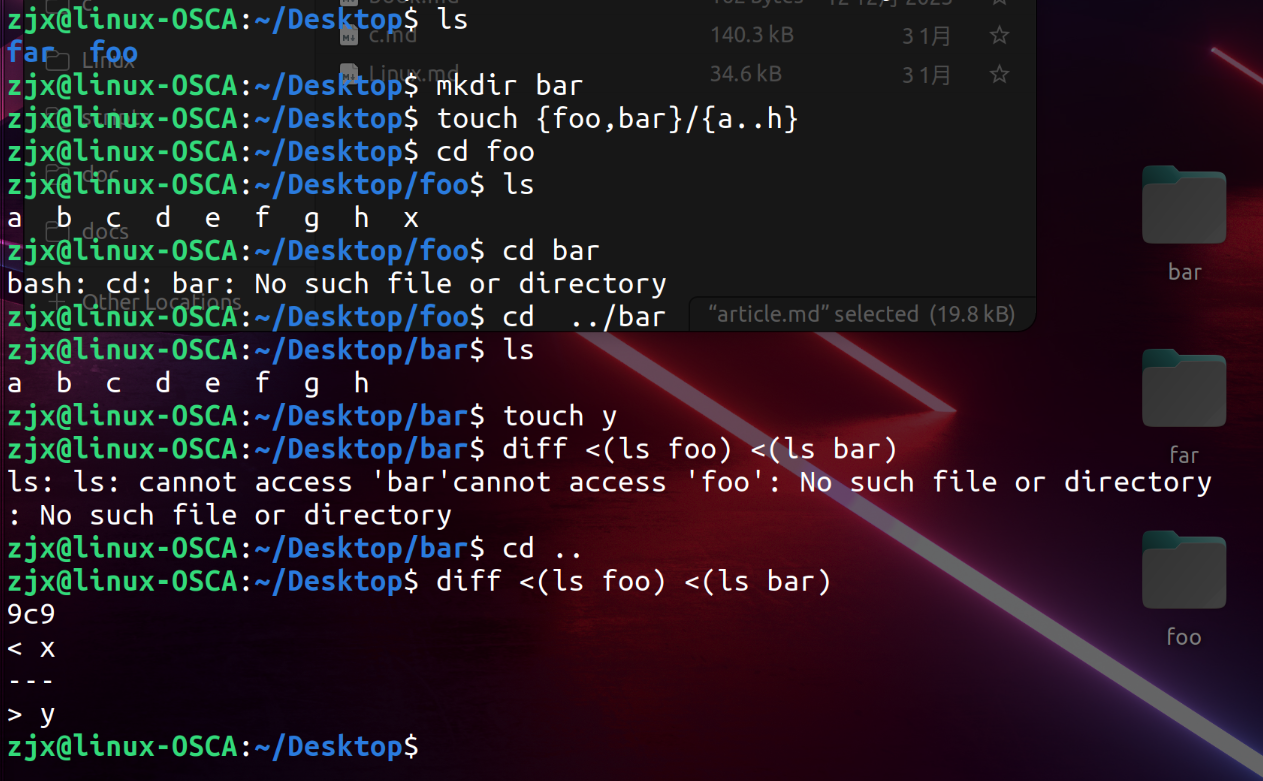 zjx@linux-OSCA:~/Desktop$ ls
far  foo
zjx@linux-OSCA:~/Desktop$ mkdir bar
zjx@linux-OSCA:~/Desktop$ touch {foo,bar}/{a..h}
zjx@linux-OSCA:~/Desktop$ cd foo
zjx@linux-OSCA:~/Desktop/foo$ ls
a  b  c  d  e  f  g  h  x
zjx@linux-OSCA:~/Desktop/foo$ cd bar
bash: cd: bar: No such file or directory
zjx@linux-OSCA:~/Desktop/foo$ cd  ../bar
zjx@linux-OSCA:~/Desktop/bar$ ls
a  b  c  d  e  f  g  h
zjx@linux-OSCA:~/Desktop/bar$ touch y
zjx@linux-OSCA:~/Desktop/bar$ diff <(ls foo) <(ls bar)
ls: ls: cannot access 'bar'cannot access 'foo': No such file or directory
: No such file or directory
zjx@linux-OSCA:~/Desktop/bar$ cd ..
zjx@linux-OSCA:~/Desktop$ diff <(ls foo) <(ls bar)
9c9
< x
---
> y
zjx@linux-OSCA:~/Desktop$
c.md 140.3 kB 3 1月
Linux.md 34.6 kB 3 1月
Linux
scripts
doc
docs
Other Locations
“article.md” selected (19.8 kB)
bar
far
foo